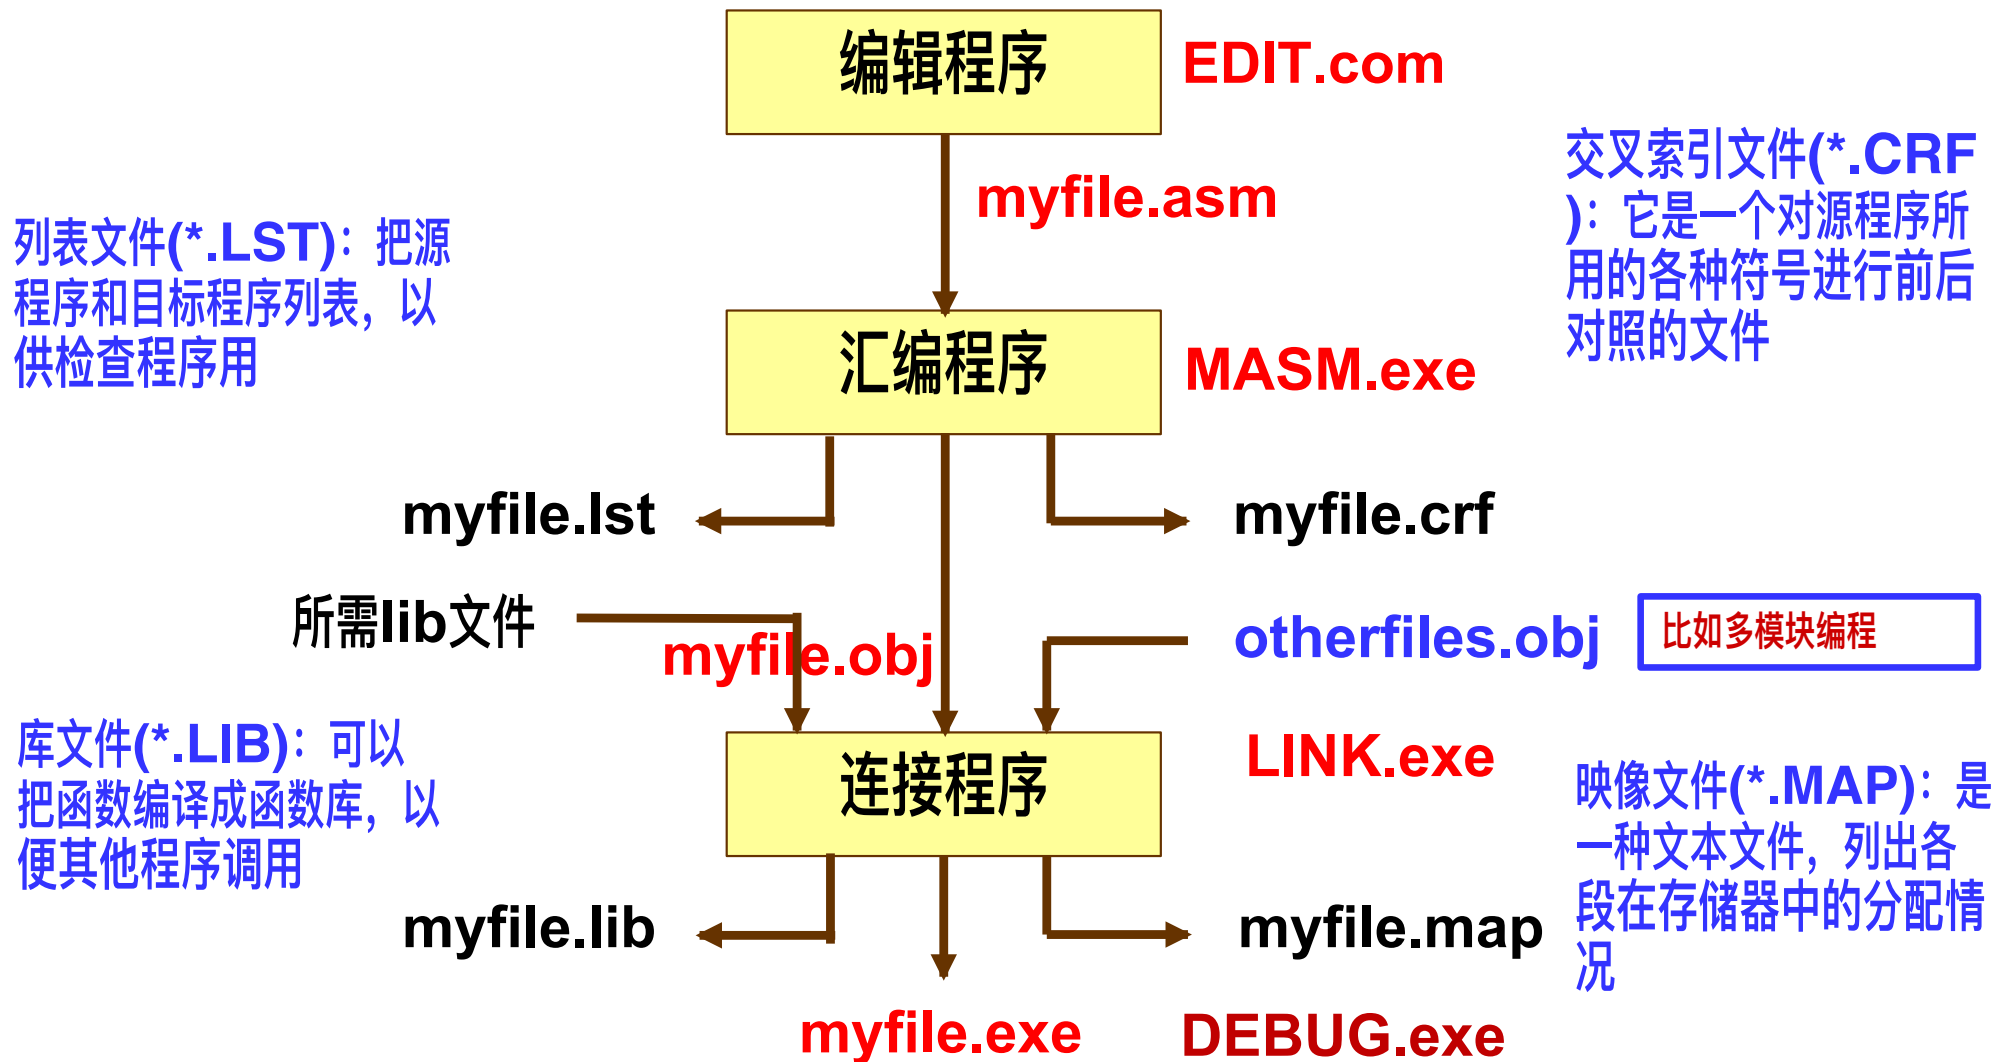 编辑程序
EDIT.com
myfile.asm
交叉索引文件(*.CRF
)：它是一个对源程序所
用的各种符号进行前后
对照的文件
列表文件(*.LST)：把源
程序和目标程序列表，以
供检查程序用
汇编程序
MASM.exe
myfile.lst
myfile.crf
所需lib文件
myfile.obj
otherfiles.obj
比如多模块编程
库文件(*.LIB)：可以
把函数编译成函数库，以
便其他程序调用
连接程序
LINK.exe
映像文件(*.MAP)：是
一种文本文件，列出各
段在存储器中的分配情
况
myfile.lib
myfile.map
myfile.exe
DEBUG.exe